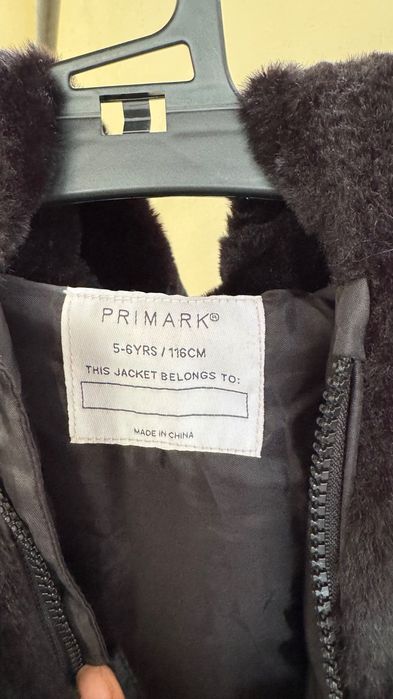 PRIMARK®
5-6YRS / 116CM
THIS JACKET BELONGS TO:
MADE IN CHINA